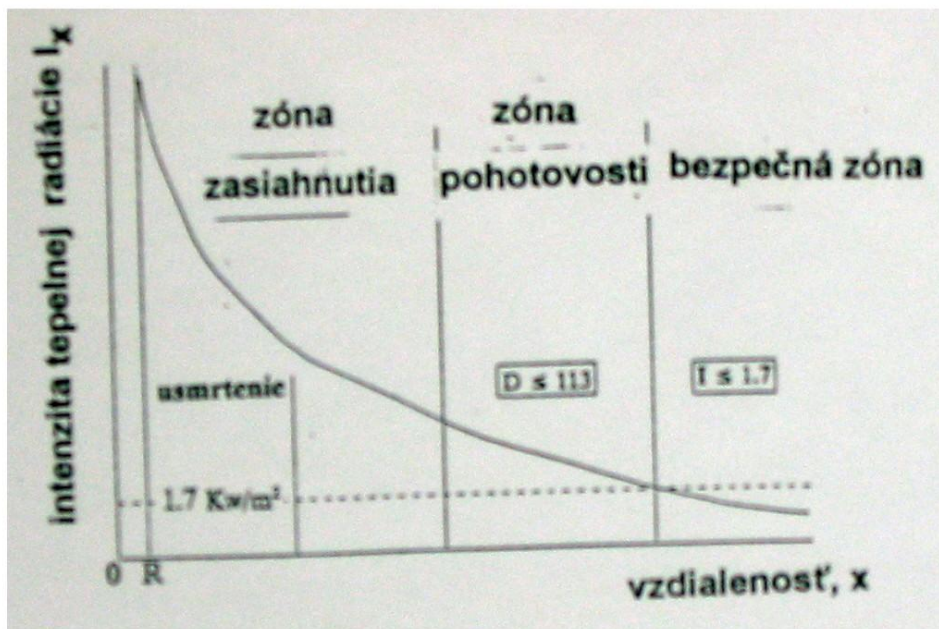 intenzita tepelnej radiácie Ix
zóna
zasiahnutia
zóna
pohotovosti
bezpečná zóna
usmrtenie
D ≤ 113
I ≤ 1.7
1.7 Kw/m²
0 R
vzdialenosť, x